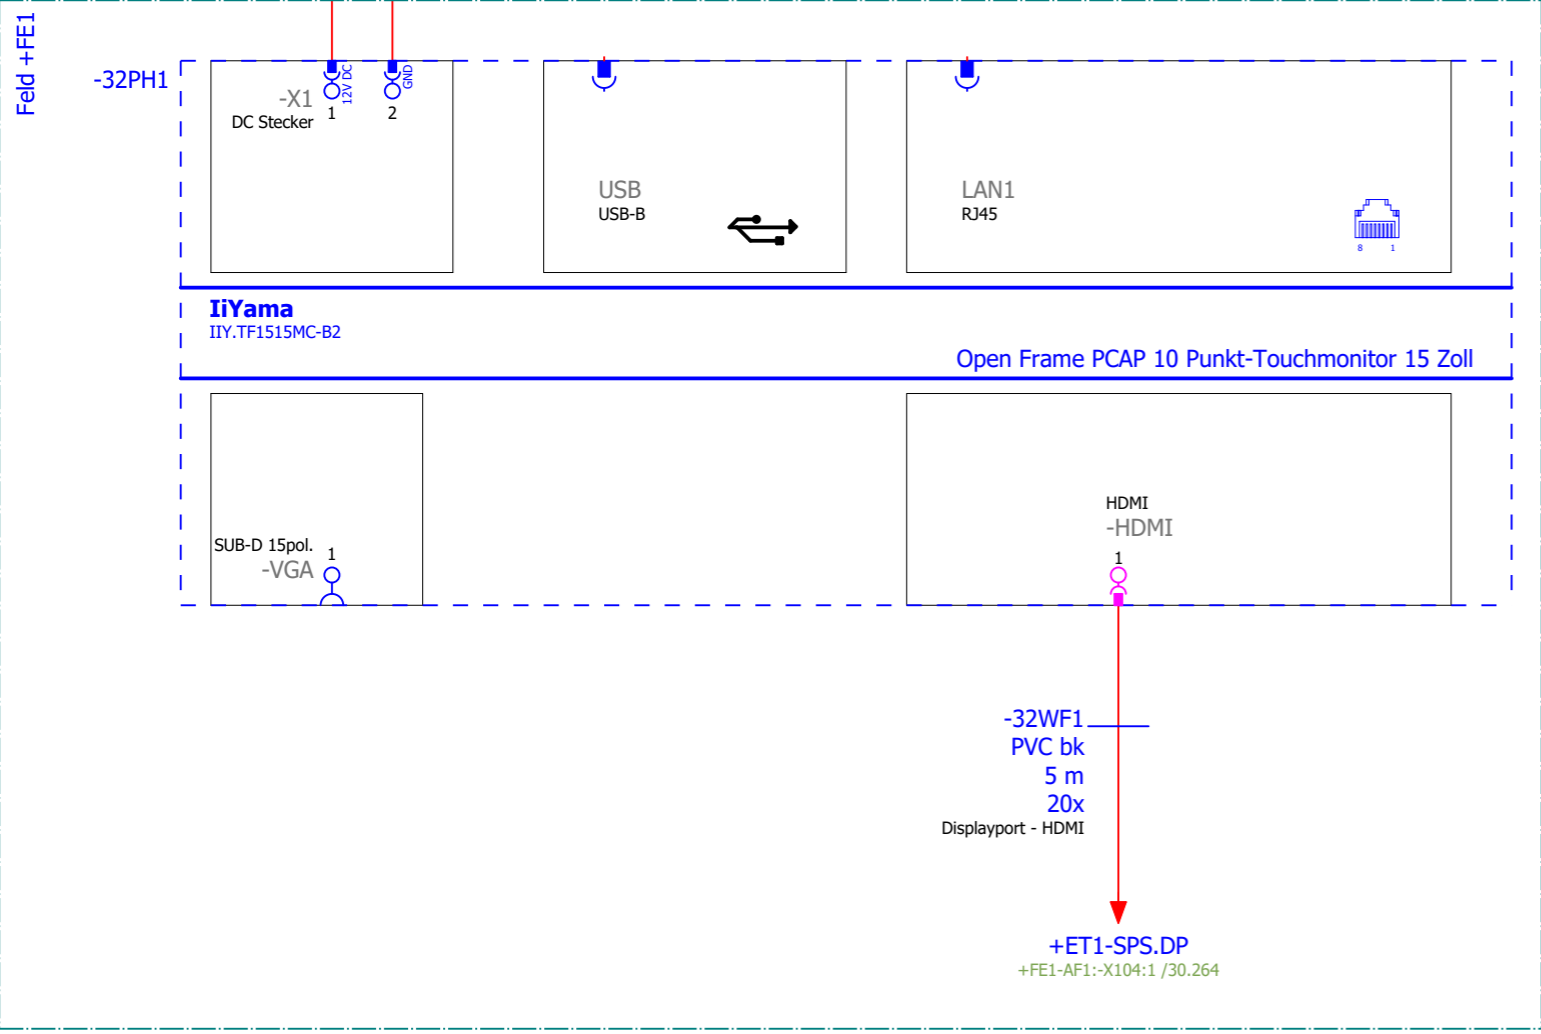 Feld +FE1
-32PH1
-X1
DC Stecker
1
12V DC
2
GND
USB
USB-B
LAN1
RJ45
8 1
IiYama
IIY.TF1515MC-B2
Open Frame PCAP 10 Punkt-Touchmonitor 15 Zoll
SUB-D 15pol.
1
-VGA
HDMI
-HDMI
1
-32WF1
PVC bk
5 m
20x
Displayport - HDMI
+ET1-SPS.DP
+FE1-AF1:-X104:1 /30.264